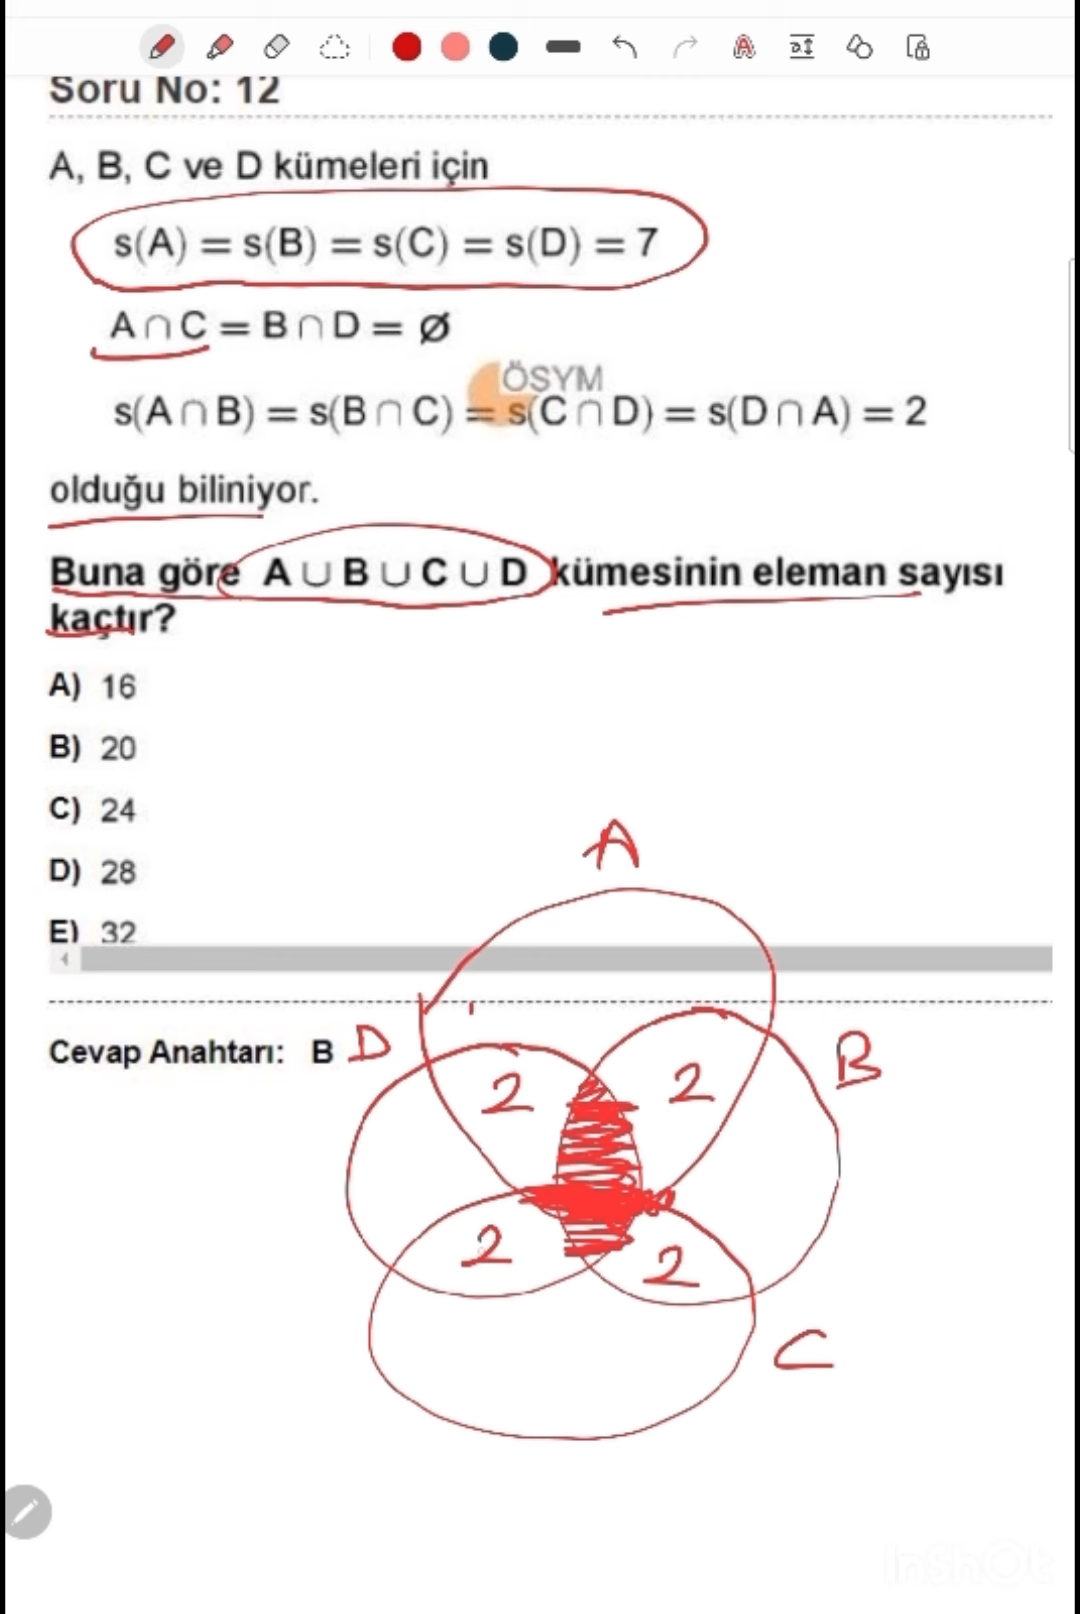 Soru No: 12
A, B, C ve D kümeleri için
s(A) = s(B) = s(C) = s(D) = 7
A ∩ C = B ∩ D = Ø
ÖSYM
s(A ∩ B) = s(B ∩ C) = s(C ∩ D) = s(D ∩ A) = 2
olduğu biliniyor.
Buna göre A ∪ B ∪ C ∪ D kümesinin eleman sayısı
kaçtır?
A) 16
B) 20
C) 24
D) 28
E) 32
A
Cevap Anahtarı: B
D
B
2
2
2
2
C
InShOt